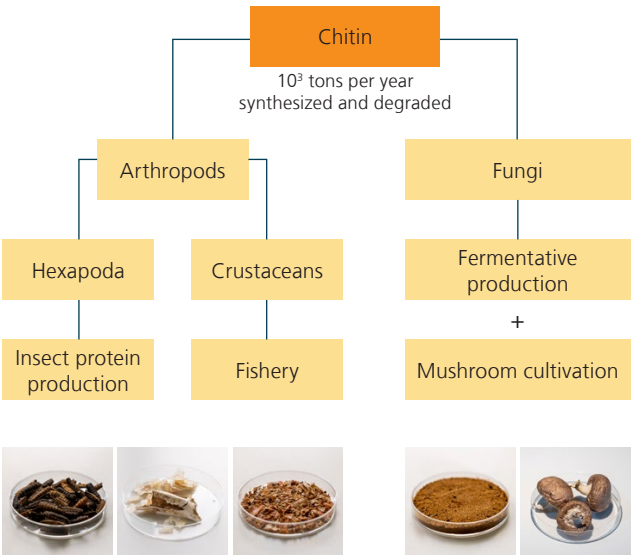 Chitin
10³ tons per year
synthesized and degraded
Arthropods
Fungi
Hexapoda
Crustaceans
Fermentative
production
+
Insect protein
production
Fishery
Mushroom cultivation